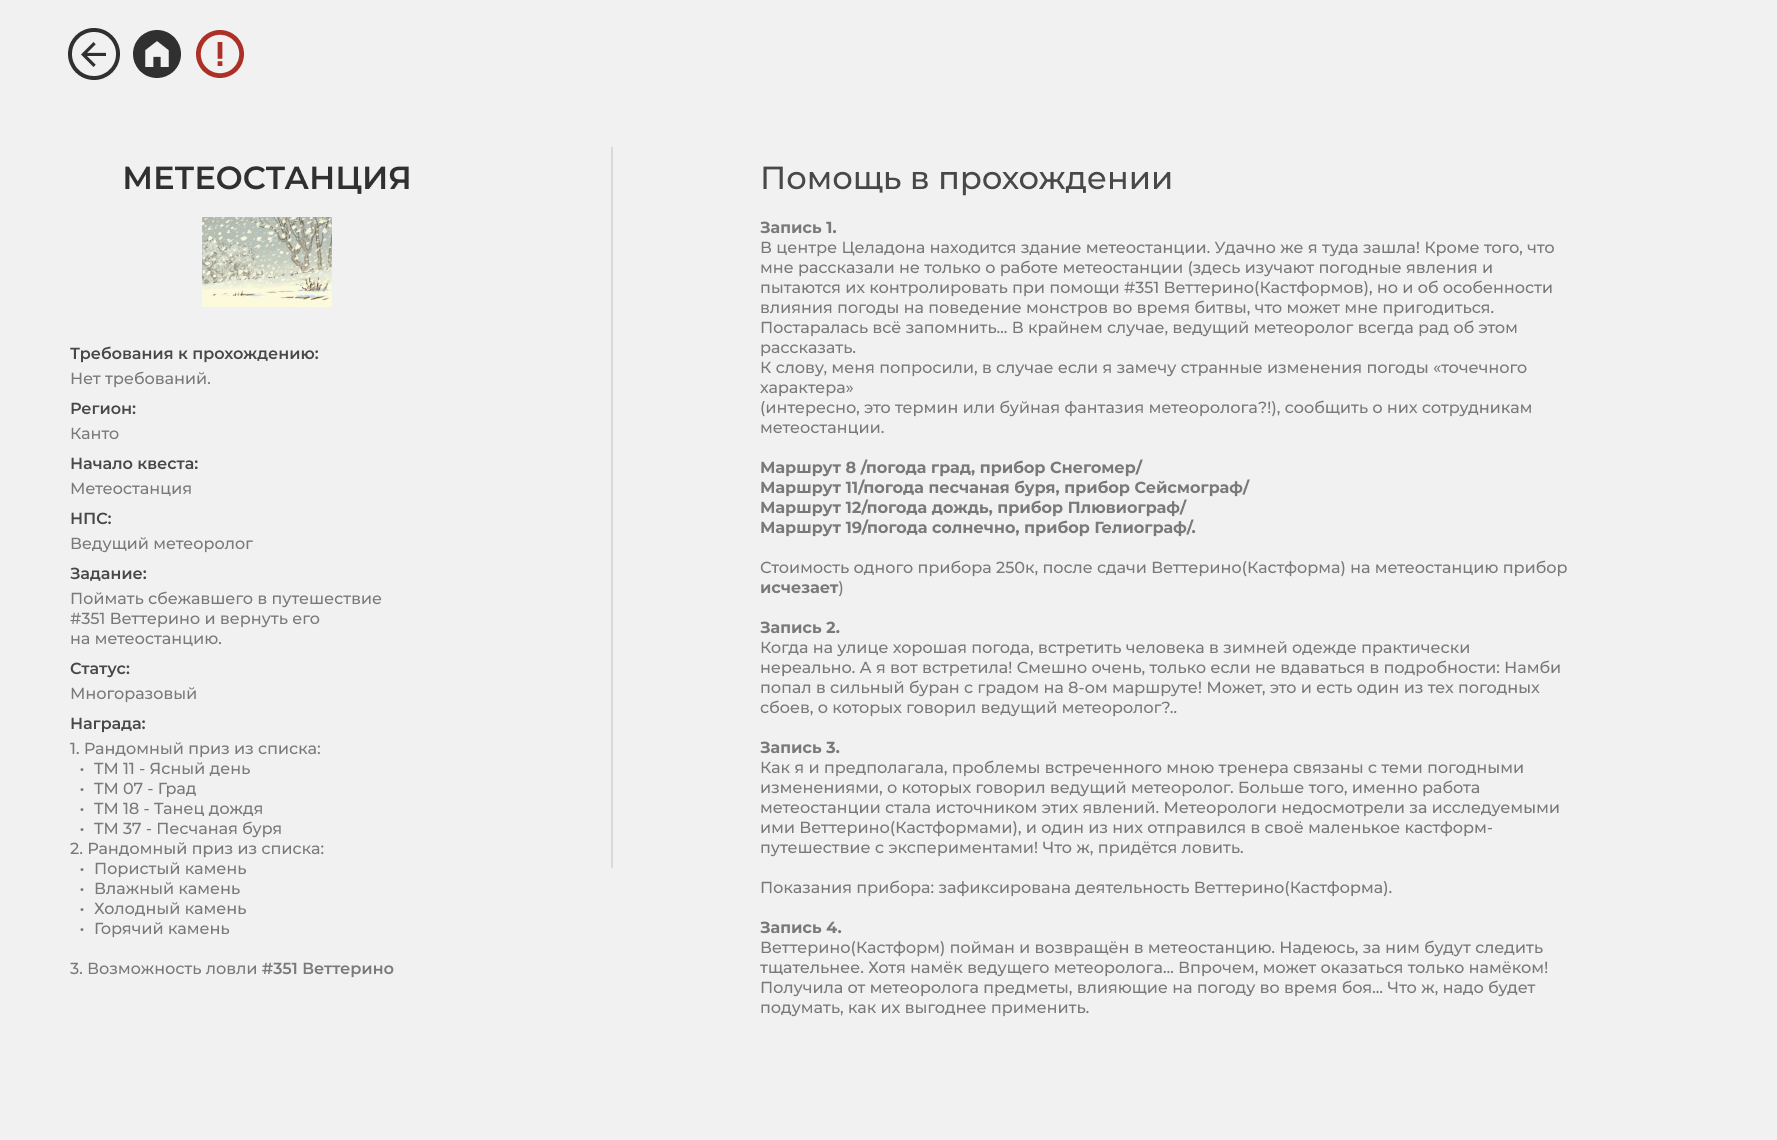 МЕТЕОСТАНЦИЯ
Требования к прохождению:
Нет требований.
Регион:
Канто
Начало квеста:
Метеостанция
НПС:
Ведущий метеоролог
Задание:
Поймать сбежавшего в путешествие
#351 Веттерино и вернуть его
на метеостанцию.
Статус:
Многоразовый
Награда:
1. Рандомный приз из списка:
• ТМ 11 - Ясный день
• ТМ 07 - Град
• ТМ 18 - Танец дождя
• ТМ 37 - Песчаная буря
2. Рандомный приз из списка:
• Пористый камень
• Влажный камень
• Холодный камень
• Горячий камень
3. Возможность ловли #351 Веттерино
Помощь в прохождении
Запись 1.
В центре Целадона находится здание метеостанции. Удачно же я туда зашла! Кроме того, что
мне рассказали не только о работе метеостанции (здесь изучают погодные явления и
пытаются их контролировать при помощи #351 Веттерино(Кастформов), но и об особенности
влияния погоды на поведение монстров во время битвы, что может мне пригодиться.
Постаралась всё запомнить... В крайнем случае, ведущий метеоролог всегда рад об этом
рассказать.
К слову, меня попросили, в случае если я замечу странные изменения погоды «точечного
характера»
(интересно, это термин или буйная фантазия метеоролога?!), сообщить о них сотрудникам
метеостанции.
Маршрут 8 /погода град, прибор Снегомер/
Маршрут 11/погода песчаная буря, прибор Сейсмограф/
Маршрут 12/погода дождь, прибор Плювиограф/
Маршрут 19/погода солнечно, прибор Гелиограф/.
Стоимость одного прибора 250к, после сдачи Веттерино(Кастформа) на метеостанцию прибор
исчезает)
Запись 2.
Когда на улице хорошая погода, встретить человека в зимней одежде практически
нереально. А я вот встретила! Смешно очень, только если не вдаваться в подробности: Намби
попал в сильный буран с градом на 8-ом маршруте! Может, это и есть один из тех погодных
сбоев, о которых говорил ведущий метеоролог?..
Запись 3.
Как я и предполагала, проблемы встреченного мною тренера связаны с теми погодными
изменениями, о которых говорил ведущий метеоролог. Больше того, именно работа
метеостанции стала источником этих явлений. Метеорологи недосмотрели за исследуемыми
ими Веттерино(Кастформами), и один из них отправился в своё маленькое кастформ-
путешествие с экспериментами! Что ж, придётся ловить.
Показания прибора: зафиксирована деятельность Веттерино(Кастформа).
Запись 4.
Веттерино(Кастформ) пойман и возвращён в метеостанцию. Надеюсь, за ним будут следить
тщательнее. Хотя намёк ведущего метеоролога... Впрочем, может оказаться только намёком!
Получила от метеоролога предметы, влияющие на погоду во время боя... Что ж, надо будет
подумать, как их выгоднее применить.